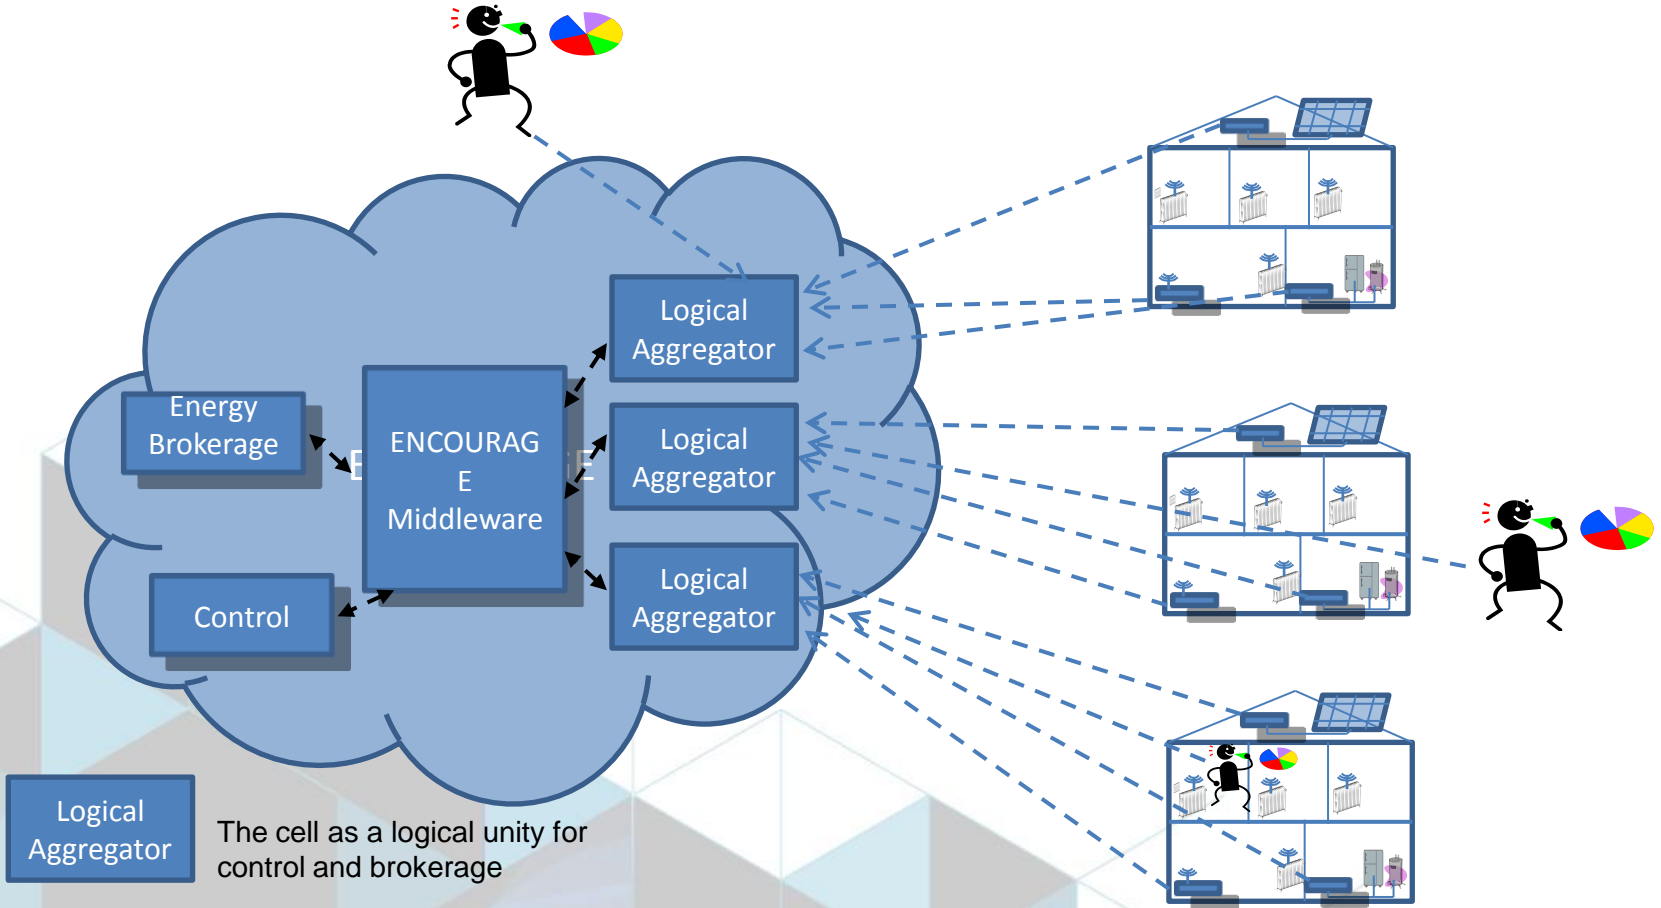 Logical
Aggregator
Energy
Brokerage
ENCOURAG
E
Middleware
Logical
Aggregator
Control
Logical
Aggregator
Logical
Aggregator
The cell as a logical unity for
control and brokerage